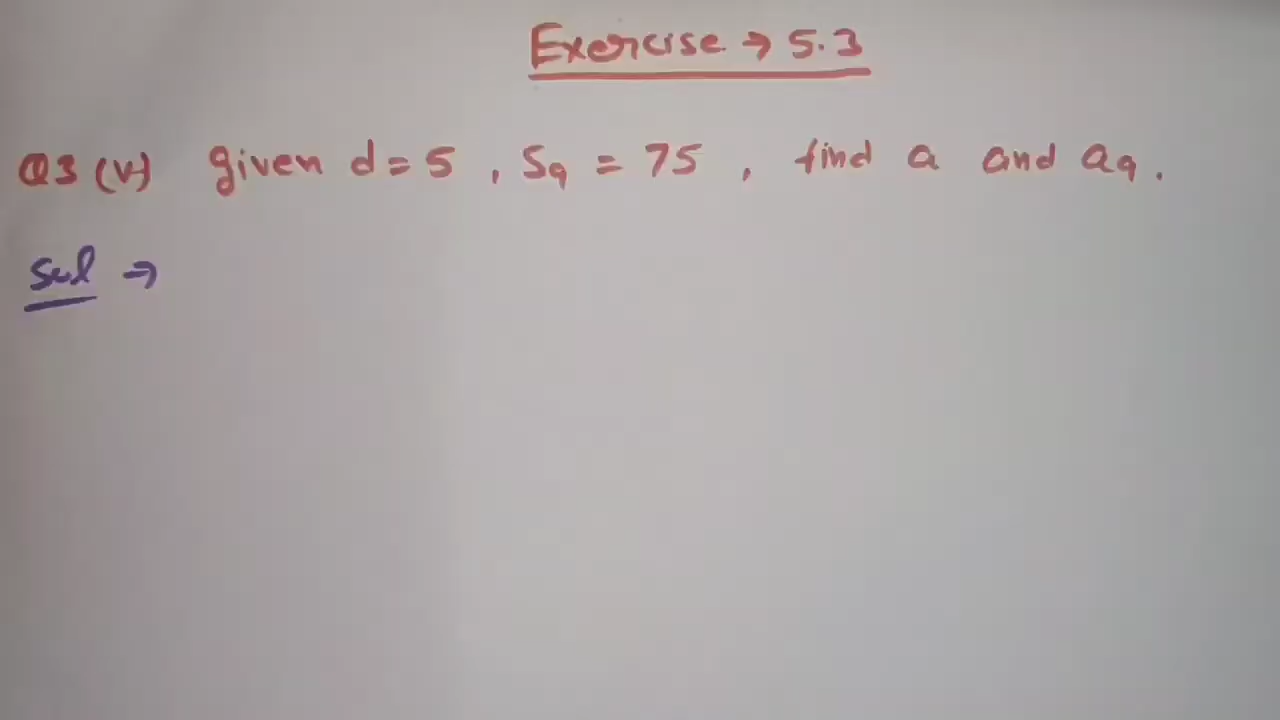 Exercise → 5.3
Q3 (v) given d = 5 , S₉ = 75 , find a and a₉ .
Sol →